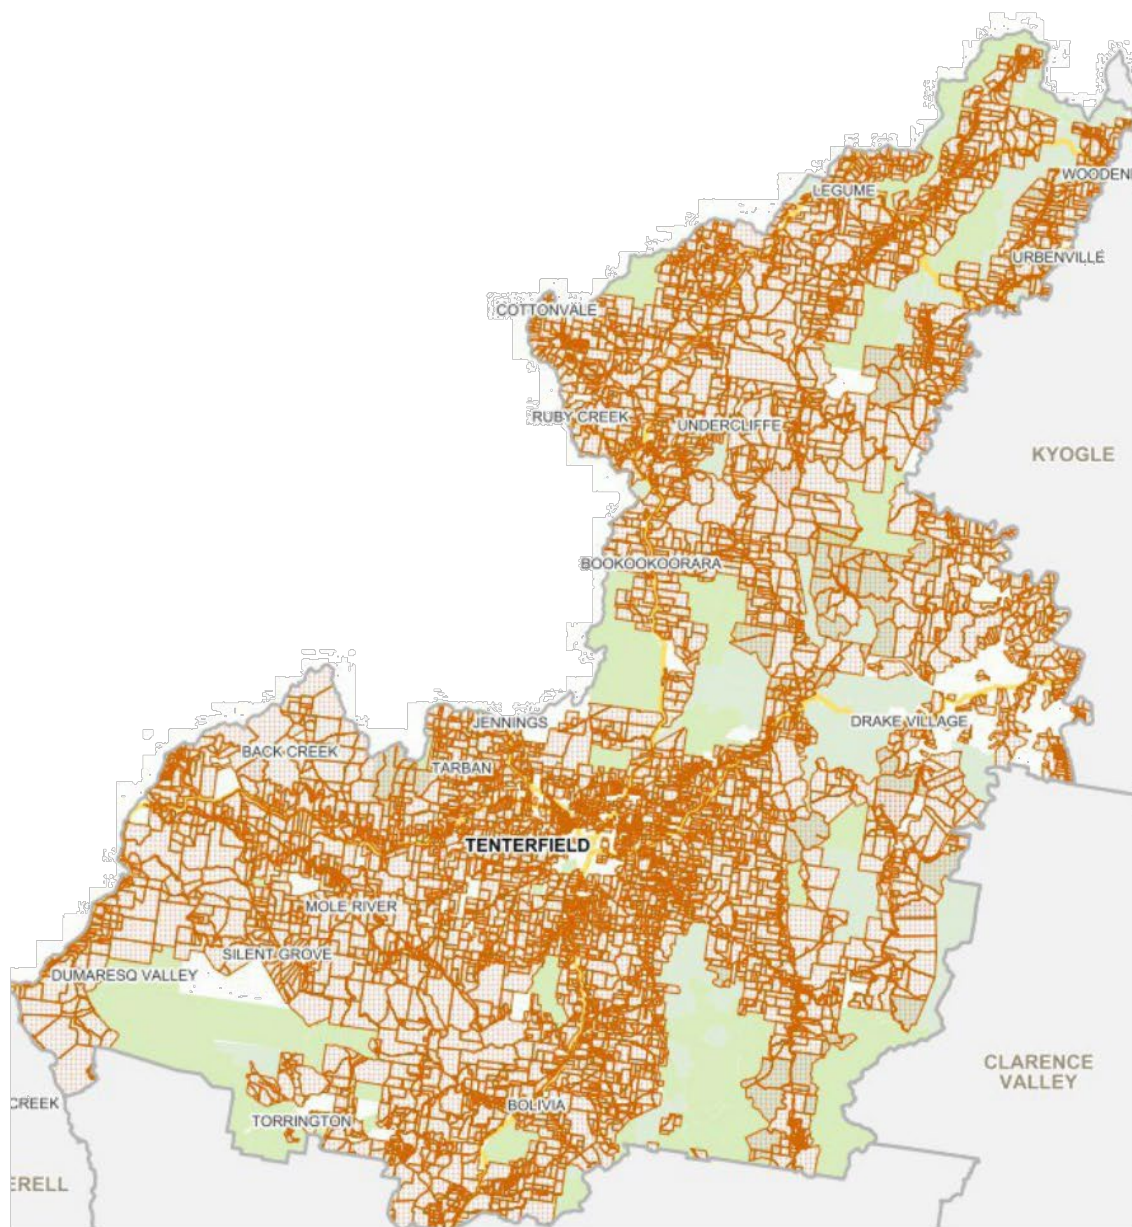 LEGUME
WOODEN
URBENVILLE
COTTONVALE
RUBY CREEK
UNDERCLIFFE
KYOGLE
BOOKOOKOORARA
JENNINGS
DRAKE VILLAGE
BACK CREEK
TARBAN
TENTERFIELD
MOLE RIVER
SILENT GROVE
DUMARESQ VALLEY
CLARENCE
VALLEY
CREEK
BOLIVIA
TORRINGTON
ERELL